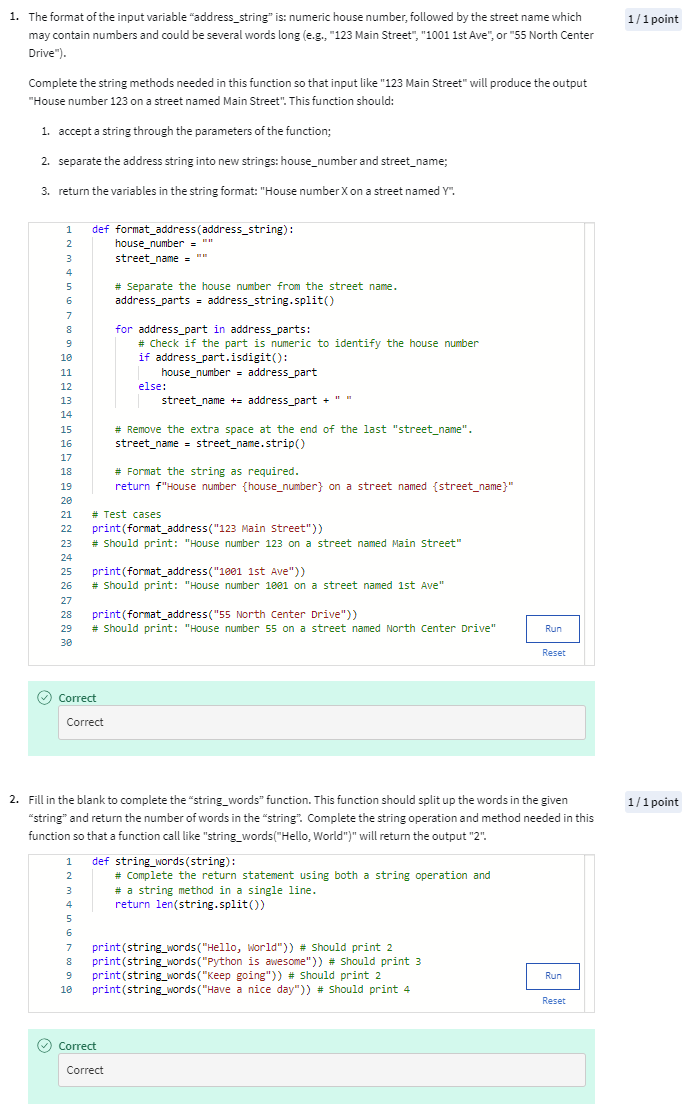 1. The format of the input variable “address_string” is: numeric house number, followed by the street name which
1 / 1 point
may contain numbers and could be several words long (e.g., "123 Main Street", "1001 1st Ave", or "55 North Center
Drive").
Complete the string methods needed in this function so that input like "123 Main Street" will produce the output
"House number 123 on a street named Main Street". This function should:
1. accept a string through the parameters of the function;
2. separate the address string into new strings: house_number and street_name;
3. return the variables in the string format: "House number X on a street named Y".
1 def format_address(address_string):
2 house_number = ""
3 street_name = ""
4
5 # Separate the house number from the street name.
6 address_parts = address_string.split()
7
8 for address_part in address_parts:
9 # Check if the part is numeric to identify the house number
10 if address_part.isdigit():
11 house_number = address_part
12 else:
13 street_name += address_part + " "
14
15 # Remove the extra space at the end of the last "street_name".
16 street_name = street_name.strip()
17
18 # Format the string as required.
19 return f"House number {house_number} on a street named {street_name}"
20
21 # Test cases
22 print(format_address("123 Main Street"))
23 # Should print: "House number 123 on a street named Main Street"
24
25 print(format_address("1001 1st Ave"))
26 # Should print: "House number 1001 on a street named 1st Ave"
27
28 print(format_address("55 North Center Drive"))
29 # Should print: "House number 55 on a street named North Center Drive"
30
Run
Reset
Correct
Correct
2. Fill in the blank to complete the “string_words” function. This function should split up the words in the given
1 / 1 point
“string” and return the number of words in the “string”. Complete the string operation and method needed in this
function so that a function call like "string_words("Hello, World")" will return the output "2".
1 def string_words(string):
2 # Complete the return statement using both a string operation and
3 # a string method in a single line.
4 return len(string.split())
5
6
7 print(string_words("Hello, World")) # Should print 2
8 print(string_words("Python is awesome")) # Should print 3
9 print(string_words("Keep going")) # Should print 2
10 print(string_words("Have a nice day")) # Should print 4
Run
Reset
Correct
Correct